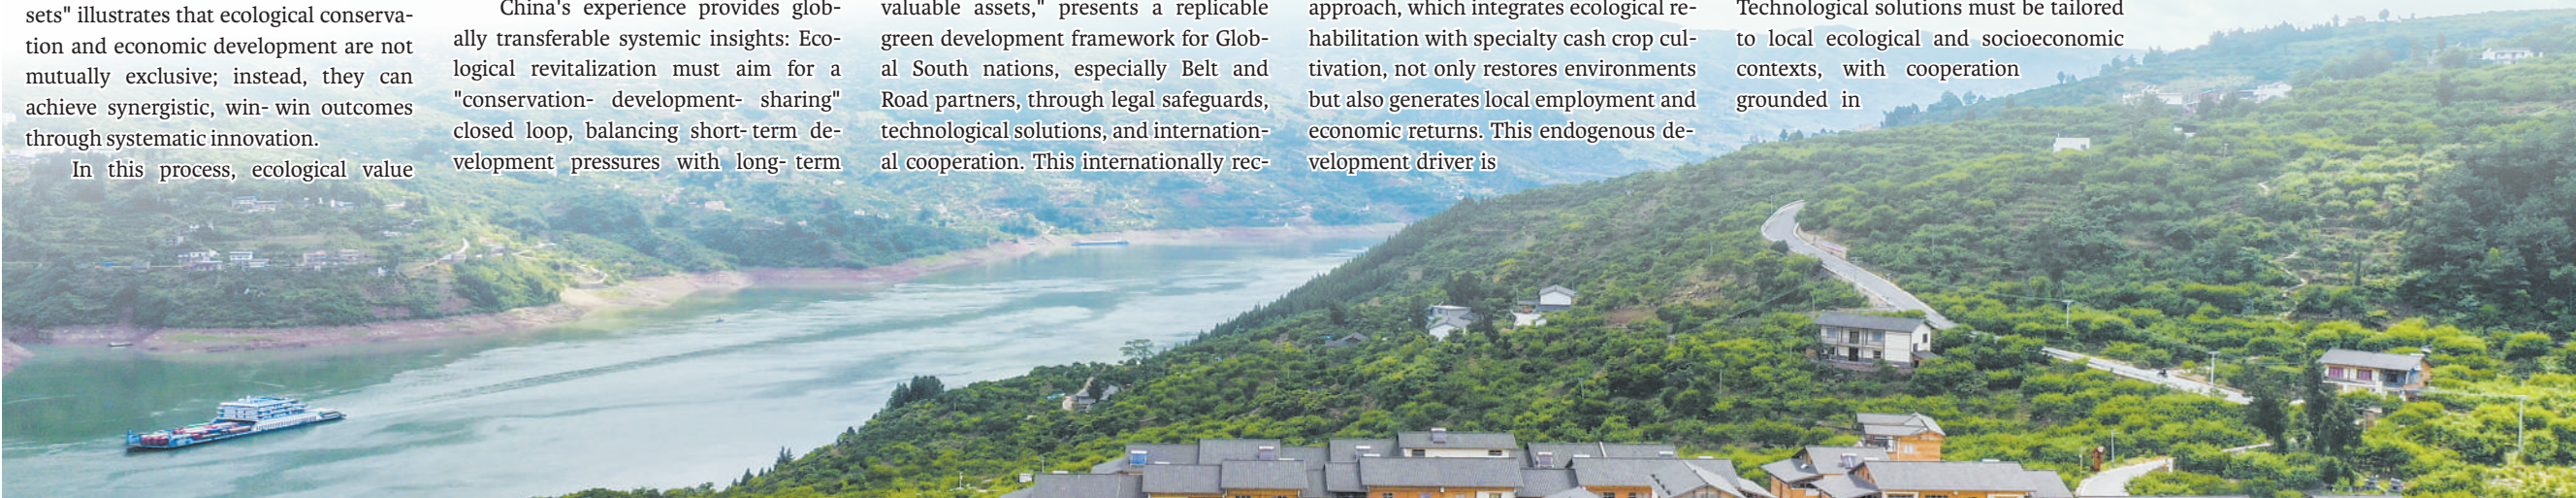 sets" illustrates that ecological conserva-
tion and economic development are not
mutually exclusive; instead, they can
achieve synergistic, win- win outcomes
through systematic innovation.
In this process, ecological value
China's experience provides glob-
ally transferable systemic insights: Eco-
logical revitalization must aim for a
"conservation- development- sharing"
closed loop, balancing short- term de-
velopment pressures with long- term
valuable assets," presents a replicable
green development framework for Glob-
al South nations, especially Belt and
Road partners, through legal safeguards,
technological solutions, and internation-
al cooperation. This internationally rec-
approach, which integrates ecological re-
habilitation with specialty cash crop cul-
tivation, not only restores environments
but also generates local employment and
economic returns. This endogenous de-
velopment driver is
Technological solutions must be tailored
to local ecological and socioeconomic
contexts, with cooperation
grounded in